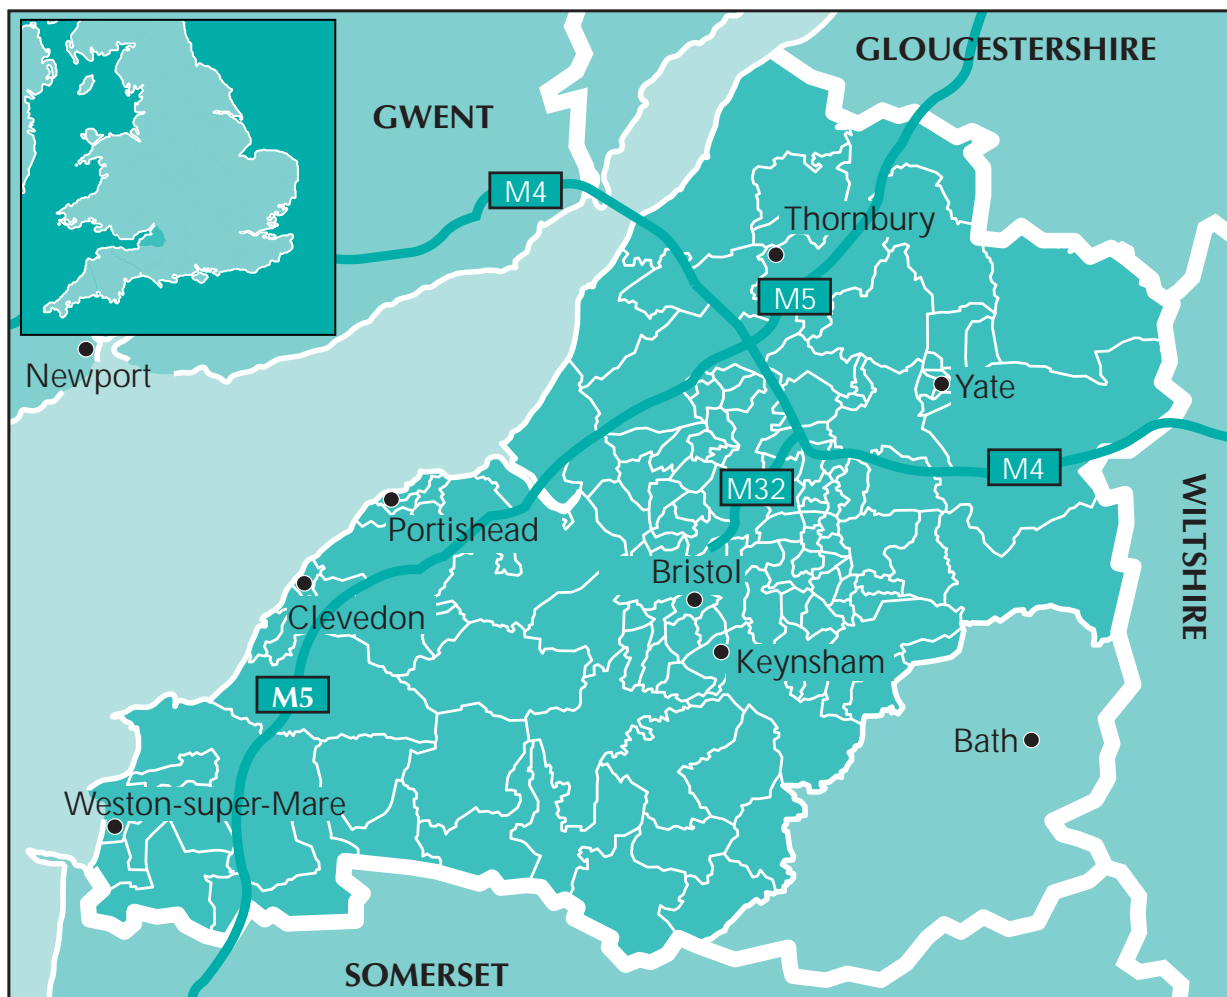 GLOUCESTERSHIRE
GWENT
M4
Thornbury
M5
Newport
Yate
M4
M32
WILTSHIRE
Portishead
Bristol
Clevedon
Keynsham
M5
Bath
Weston-super-Mare
SOMERSET